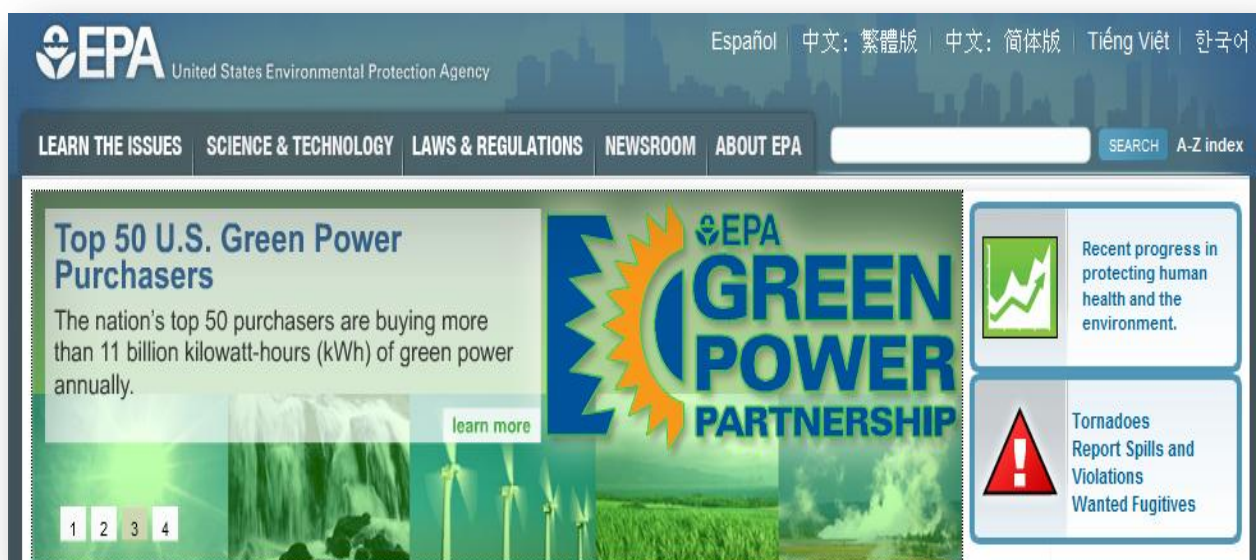 EPA United States Environmental Protection Agency
Español | 中文: 繁體版 | 中文: 简体版 | Tiếng Việt | 한국어
LEARN THE ISSUES SCIENCE & TECHNOLOGY LAWS & REGULATIONS NEWSROOM ABOUT EPA SEARCH A-Z index
Top 50 U.S. Green Power
Purchasers
The nation's top 50 purchasers are buying more
than 11 billion kilowatt-hours (kWh) of green power
annually.
learn more
1 2 3 4
EPA
GREEN
POWER
PARTNERSHIP
Recent progress in
protecting human
health and the
environment.
Tornadoes
Report Spills and
Violations
Wanted Fugitives